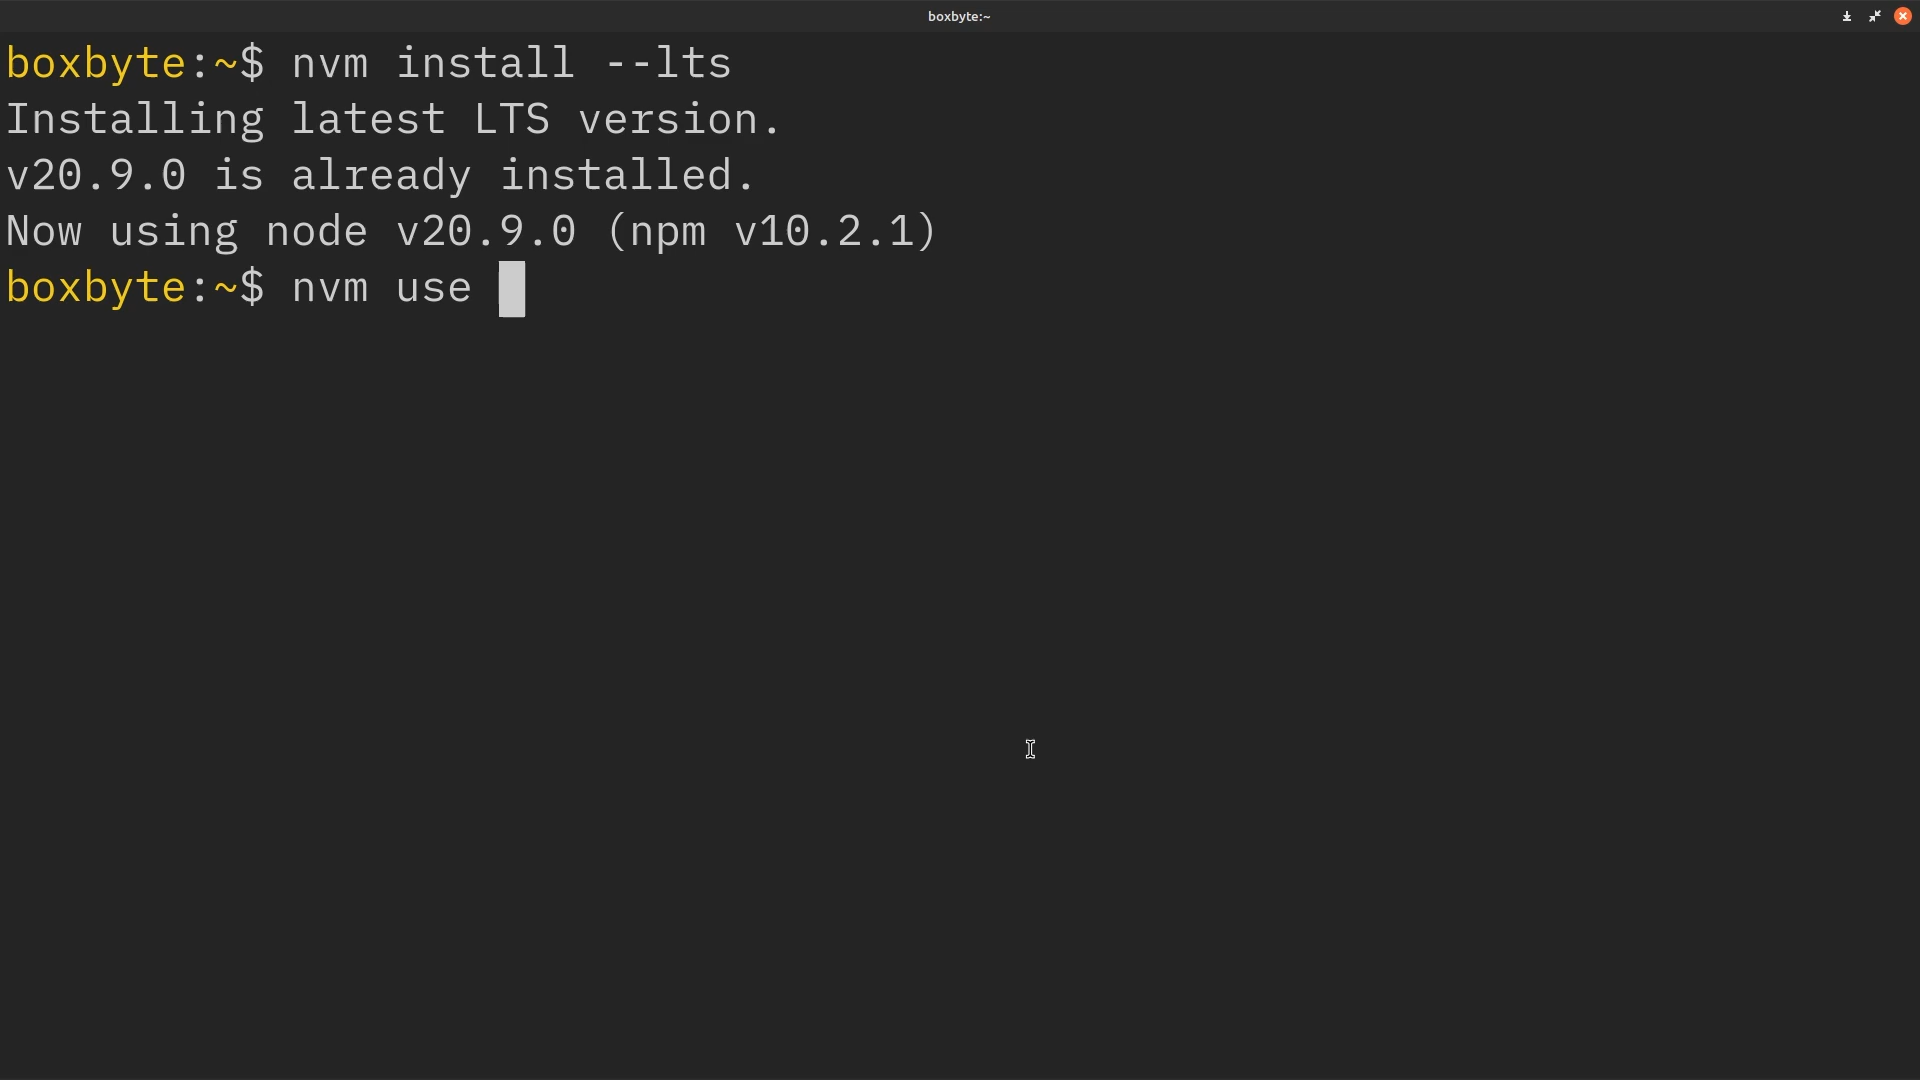 boxbyte:~
boxbyte:~$ nvm install --lts
Installing latest LTS version.
v20.9.0 is already installed.
Now using node v20.9.0 (npm v10.2.1)
boxbyte:~$ nvm use